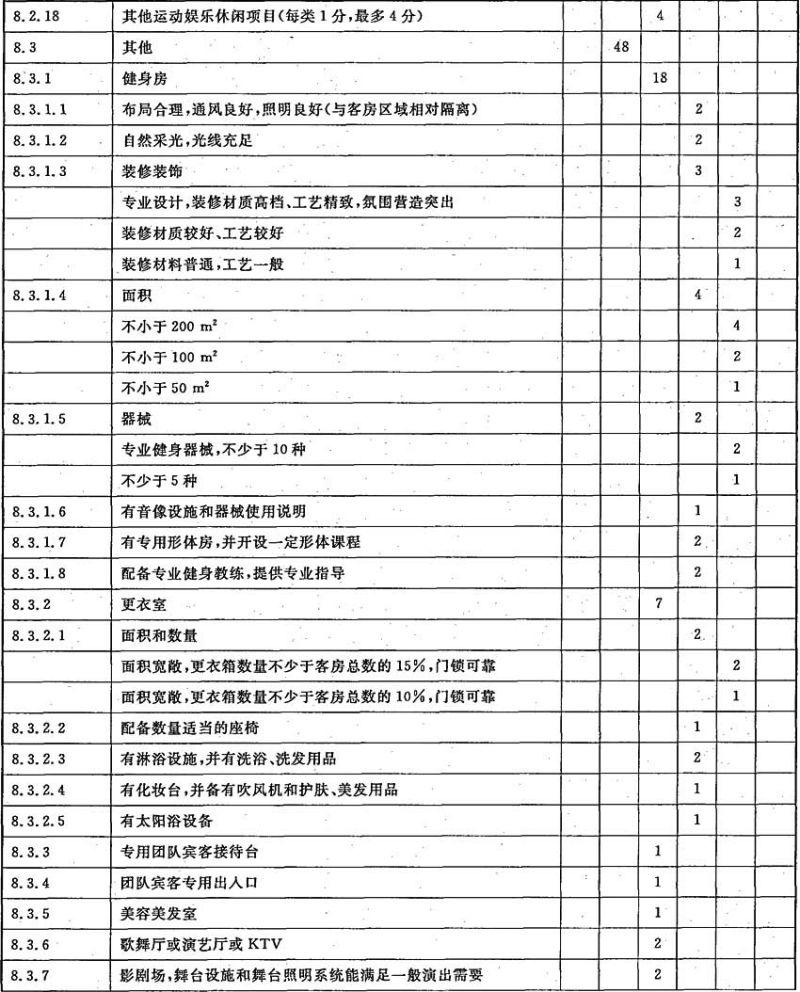 8.2.18 其他运动娱乐休闲项目(每类1分,最多4分) 4
8.3 其他 48
8.3.1 健身房 18
8.3.1.1 布局合理,通风良好,照明良好(与客房区域相对隔离) 2
8.3.1.2 自然采光,光线充足 2
8.3.1.3 装修装饰 3
专业设计,装修材质高档、工艺精致,氛围营造突出 3
装修材质较好、工艺较好 2
装修材料普通,工艺一般 1
8.3.1.4 面积 4
不小于 200 m² 4
不小于 100 m² 2
不小于 50 m² 1
8.3.1.5 器械 2
专业健身器械,不少于 10 种 2
不少于 5 种 1
8.3.1.6 有音像设施和器械使用说明 1
8.3.1.7 有专用形体房,并开设一定形体课程 2
8.3.1.8 配备专业健身教练,提供专业指导 2
8.3.2 更衣室 7
8.3.2.1 面积和数量 2
面积宽敞,更衣箱数量不少于客房总数的 15%,门锁可靠 2
面积宽敞,更衣箱数量不少于客房总数的 10%,门锁可靠 1
8.3.2.2 配备数量适当的座椅 1
8.3.2.3 有淋浴设施,并有洗浴、洗发用品 2
8.3.2.4 有化妆台,并备有吹风机和护肤、美发用品 1
8.3.2.5 有太阳浴设备 1
8.3.3 专用团队宾客接待台 1
8.3.4 团队宾客专用出入口 1
8.3.5 美容美发室 1
8.3.6 歌舞厅或演艺厅或 KTV 2
8.3.7 影剧场,舞台设施和舞台照明系统能满足一般演出需要 2